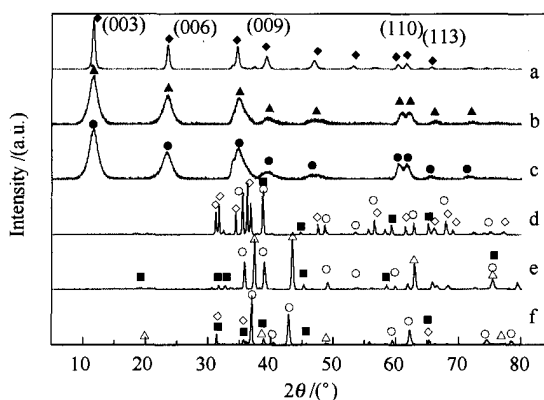 (003)
(006)
(009)
(110)
(113)
a
b
c
d
e
f
Intensity /(a.u.)
10 20 30 40 50 60 70 80
2θ/(°)